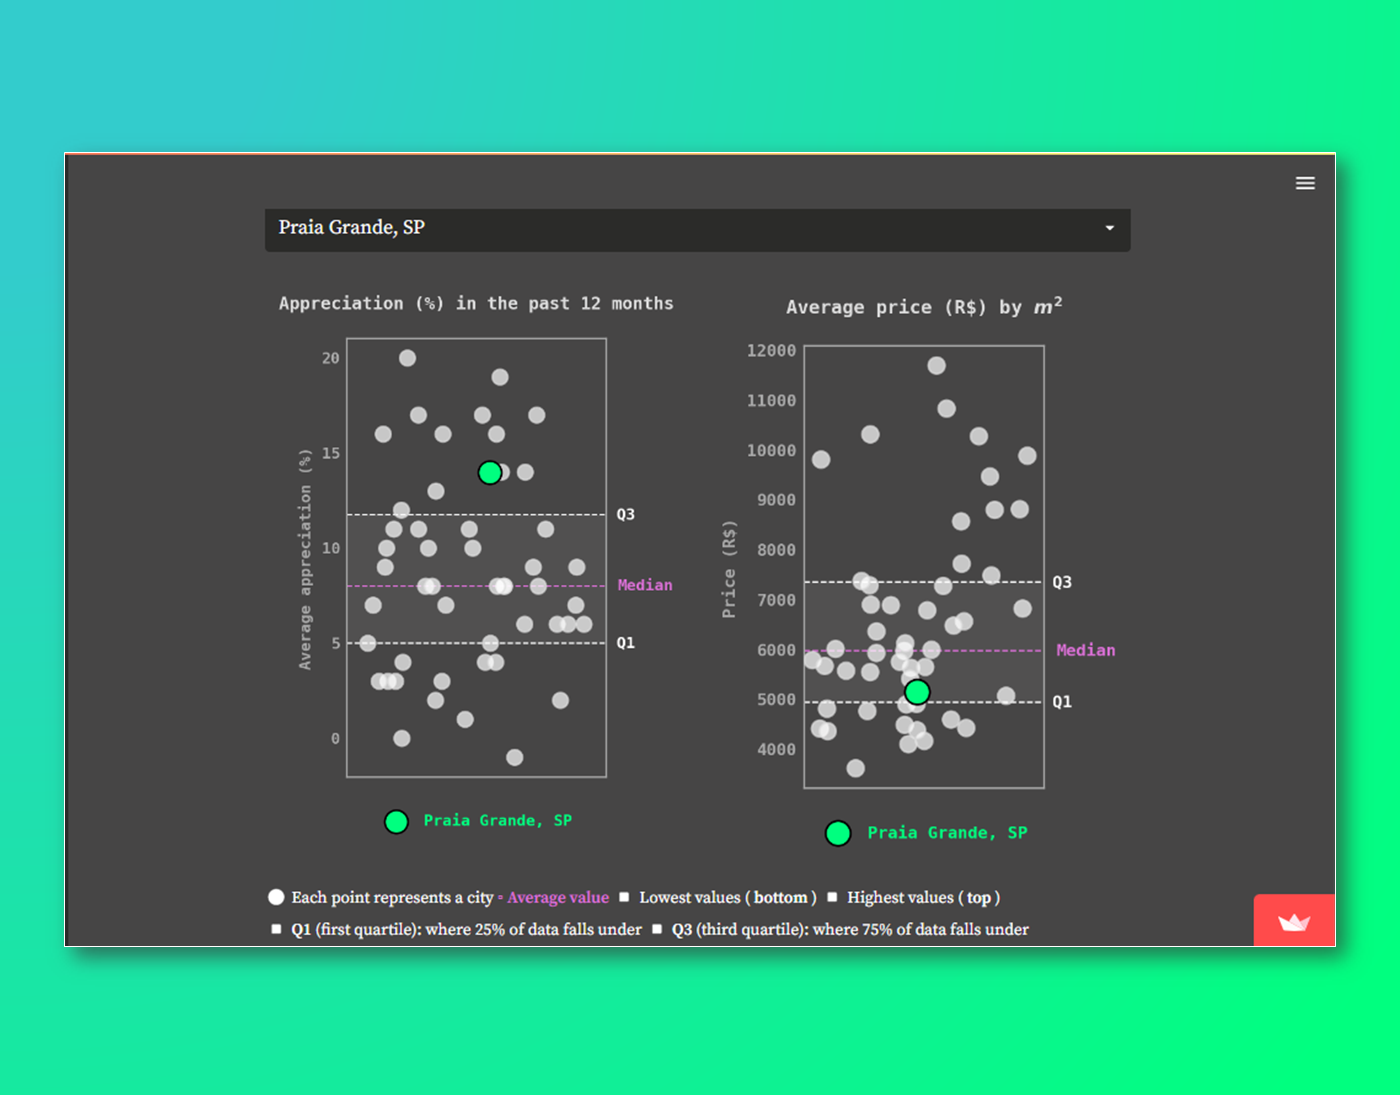 Praia Grande, SP
Appreciation (%) in the past 12 months
20
15
10
5
0
Average appreciation (%)
Q3
Median
Q1
Praia Grande, SP
Average price (R$) by m²
12000
11000
10000
9000
8000
7000
6000
5000
4000
Price (R$)
Q3
Median
Q1
Praia Grande, SP
Each point represents a city ▫ Average value ▪ Lowest values ( bottom ) ▪ Highest values ( top )
▪ Q1 (first quartile): where 25% of data falls under ▪ Q3 (third quartile): where 75% of data falls under